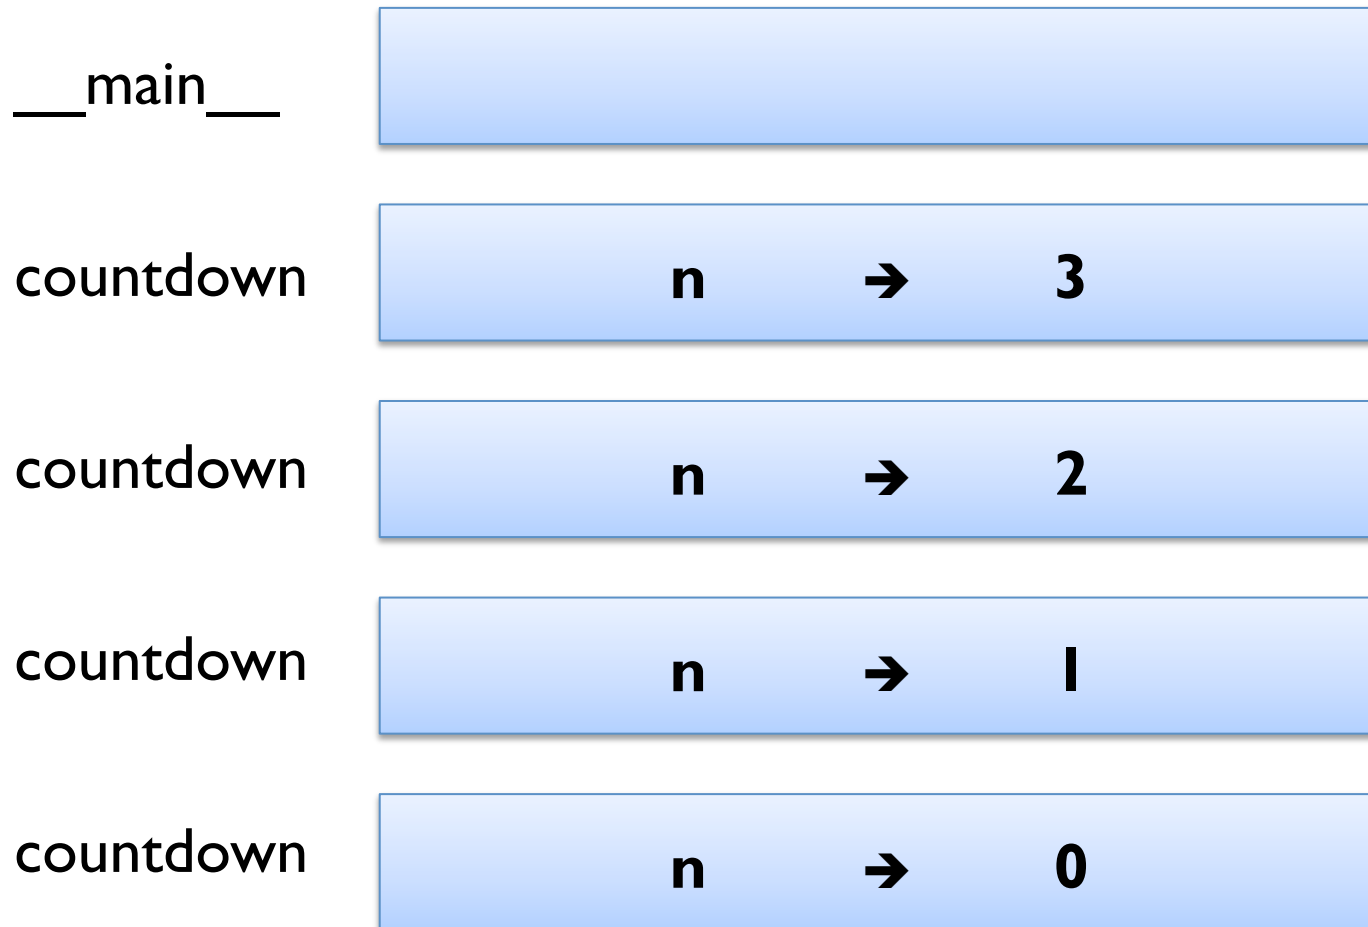 __main__
countdown n ➔ 3
countdown n ➔ 2
countdown n ➔ 1
countdown n ➔ 0